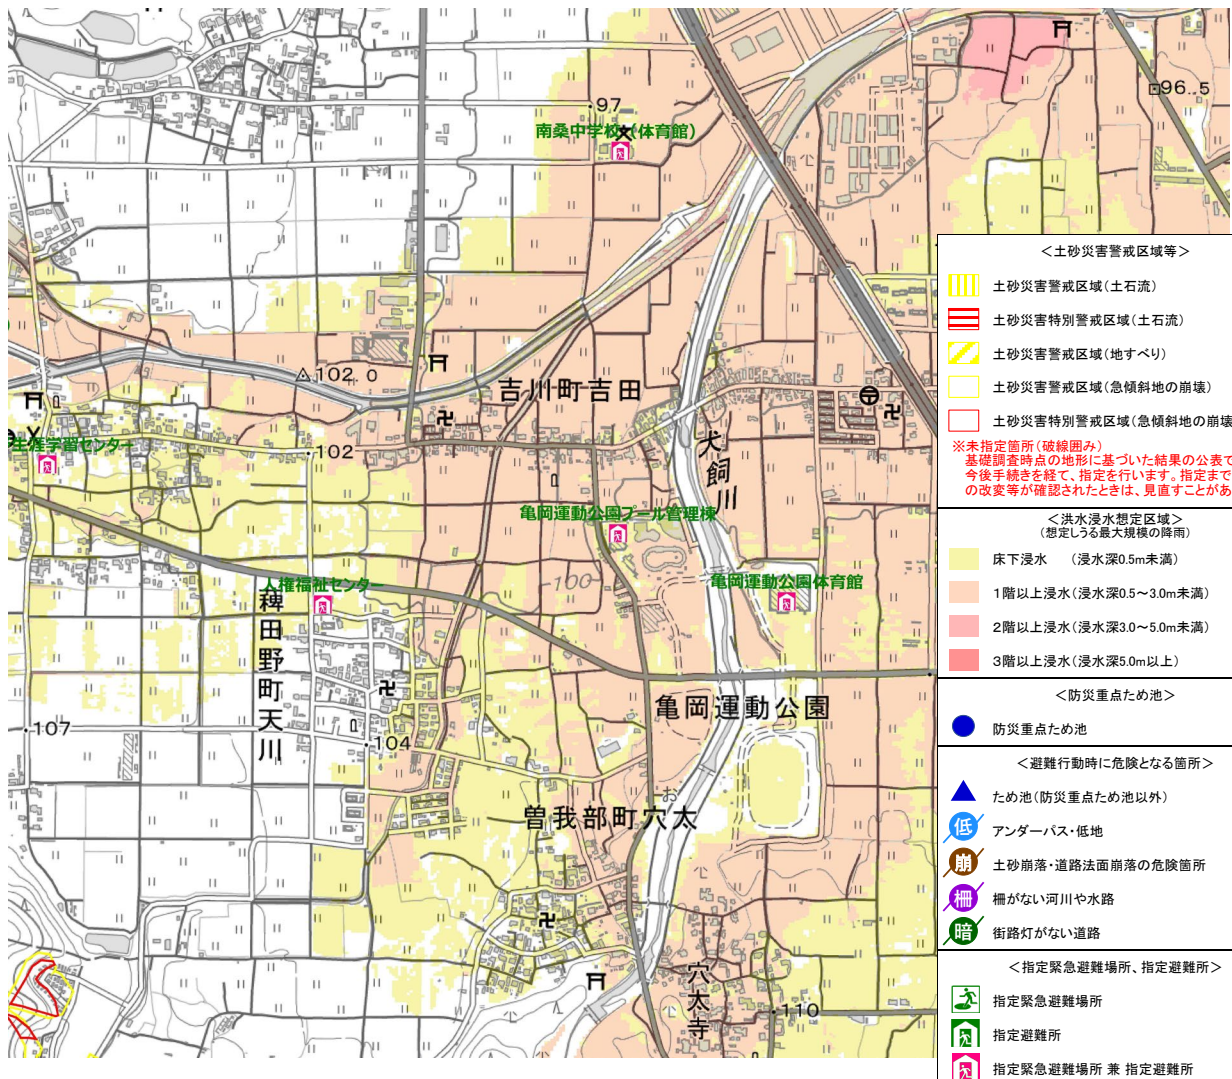 97
南桑中学校(体育館)
96.5
102.0
吉川町吉田
犬飼川
生涯学習センター
102
亀岡運動公園プール管理棟
100
人権福祉センター
亀岡運動公園体育館
稗田野町天川
亀岡運動公園
107
104
お
曽我部町穴太
穴太寺
110
＜土砂災害警戒区域等＞
土砂災害警戒区域(土石流)
土砂災害特別警戒区域(土石流)
土砂災害警戒区域(地すべり)
土砂災害警戒区域(急傾斜地の崩壊)
土砂災害特別警戒区域(急傾斜地の崩壊
※未指定箇所(破線囲み)
基礎調査時点の地形に基づいた結果の公表で
今後手続きを経て、指定を行います。指定まで
の改変等が確認されたときは、見直すことがあ
＜洪水浸水想定区域＞
(想定しうる最大規模の降雨)
床下浸水　(浸水深0.5m未満)
1階以上浸水(浸水深0.5～3.0m未満)
2階以上浸水(浸水深3.0～5.0m未満)
3階以上浸水(浸水深5.0m以上)
＜防災重点ため池＞
防災重点ため池
＜避難行動時に危険となる箇所＞
ため池(防災重点ため池以外)
低 アンダーパス・低地
崩 土砂崩落・道路法面崩落の危険箇所
柵 柵がない河川や水路
暗 街路灯がない道路
＜指定緊急避難場所、指定避難所＞
指定緊急避難場所
指定避難所
指定緊急避難場所 兼 指定避難所